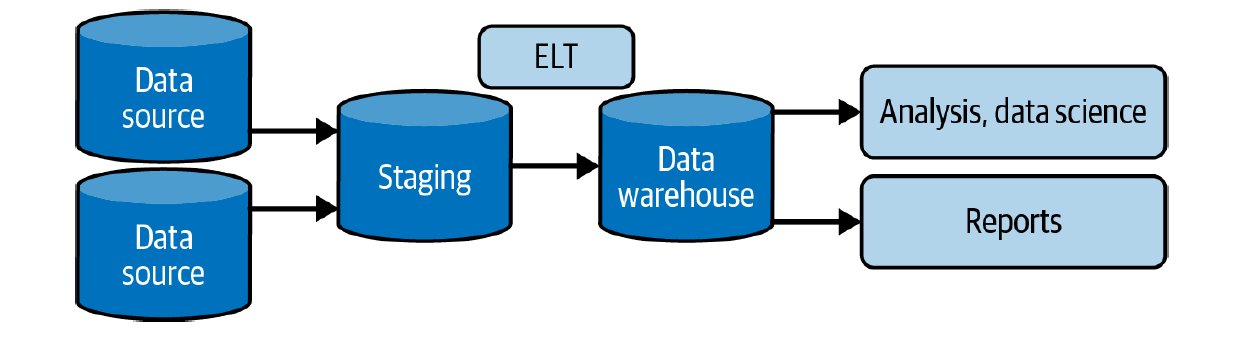 Data
source
Data
source
Staging
ELT
Data
warehouse
Analysis, data science
Reports